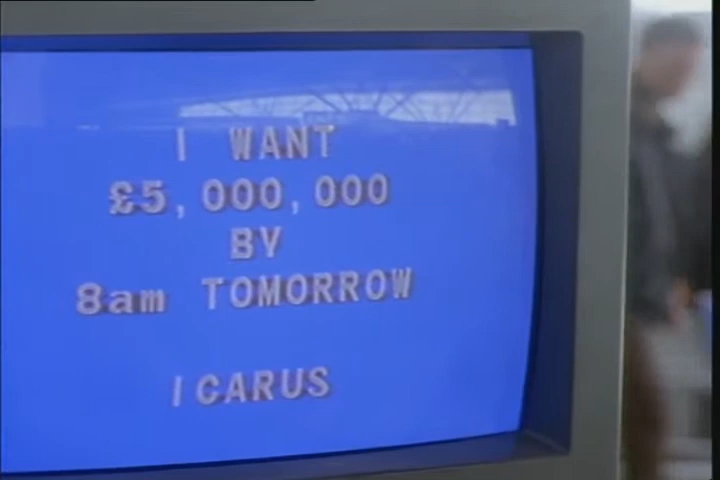 I WANT
£5,000,000
BY
8am TOMORROW
ICARUS